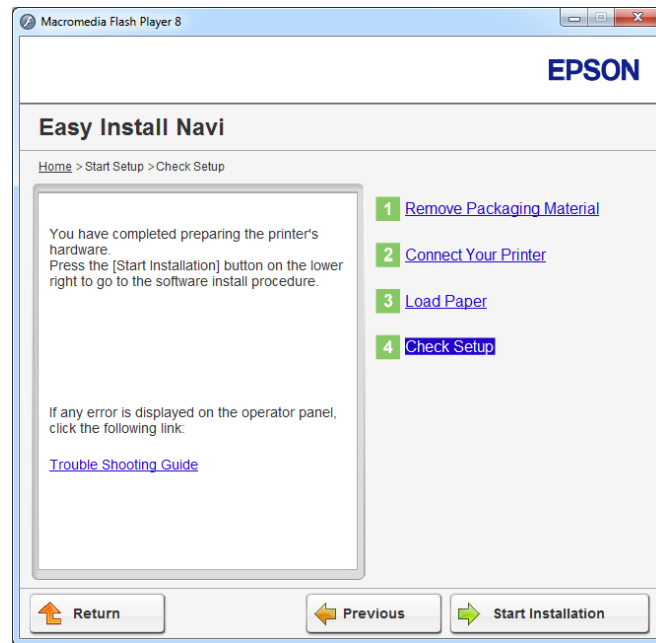 Macromedia Flash Player 8
EPSON
Easy Install Navi
Home > Start Setup >Check Setup
You have completed preparing the printer's
hardware.
Press the [Start Installation] button on the lower
right to go to the software install procedure.
If any error is displayed on the operator panel,
click the following link:
Trouble Shooting Guide
1 Remove Packaging Material
2 Connect Your Printer
3 Load Paper
4 Check Setup
Return
Previous
Start Installation